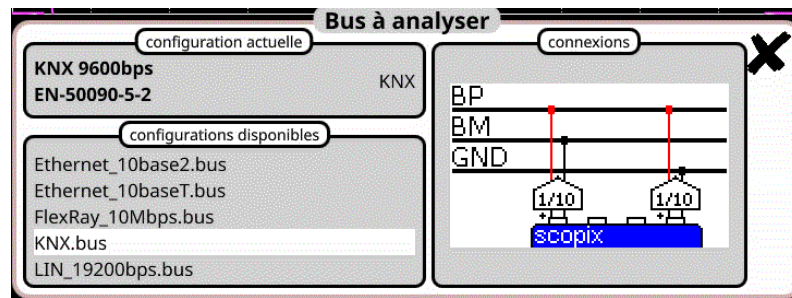 Bus à analyser
configuration actuelle
KNX 9600bps
EN-50090-5-2
KNX
configurations disponibles
Ethernet_10base2.bus
Ethernet_10baseT.bus
FlexRay_10Mbps.bus
KNX.bus
LIN_19200bps.bus
connexions
BP
BM
GND
1/10 1/10
+ +
scopix